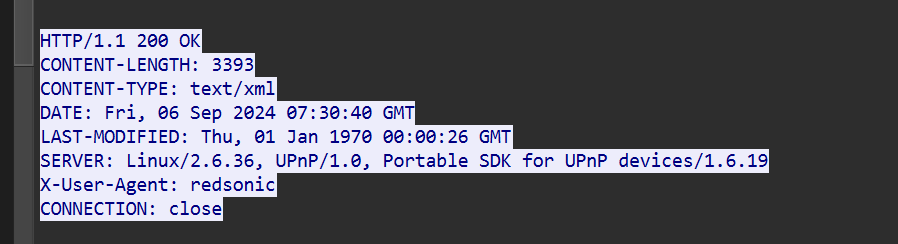 HTTP/1.1 200 OK
CONTENT-LENGTH: 3393
CONTENT-TYPE: text/xml
DATE: Fri, 06 Sep 2024 07:30:40 GMT
LAST-MODIFIED: Thu, 01 Jan 1970 00:00:26 GMT
SERVER: Linux/2.6.36, UPnP/1.0, Portable SDK for UPnP devices/1.6.19
X-User-Agent: redsonic
CONNECTION: close